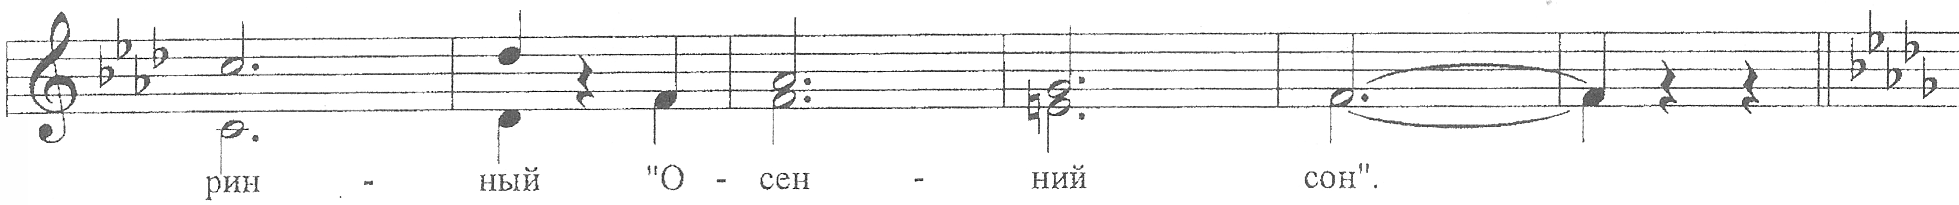 рин - ный "О - сен - ний сон".